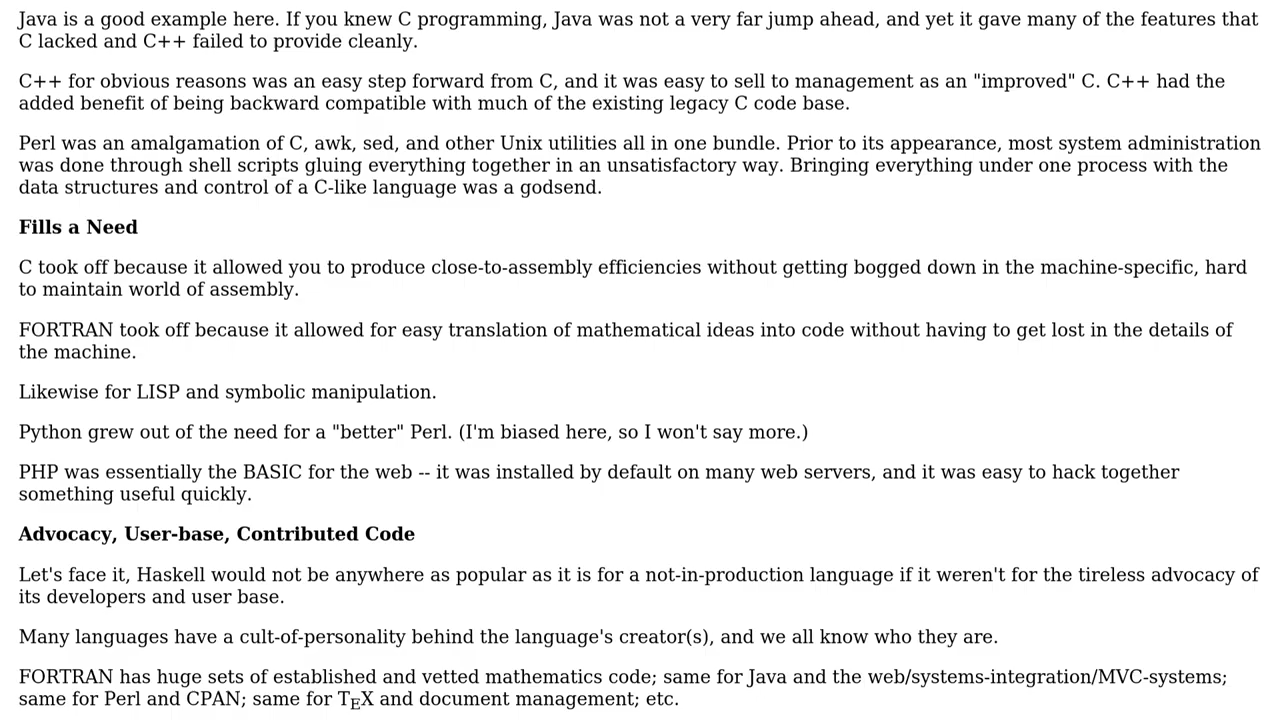 Java is a good example here. If you knew C programming, Java was not a very far jump ahead, and yet it gave many of the features that
C lacked and C++ failed to provide cleanly.
C++ for obvious reasons was an easy step forward from C, and it was easy to sell to management as an "improved" C. C++ had the
added benefit of being backward compatible with much of the existing legacy C code base.
Perl was an amalgamation of C, awk, sed, and other Unix utilities all in one bundle. Prior to its appearance, most system administration
was done through shell scripts gluing everything together in an unsatisfactory way. Bringing everything under one process with the
data structures and control of a C-like language was a godsend.
Fills a Need
C took off because it allowed you to produce close-to-assembly efficiencies without getting bogged down in the machine-specific, hard
to maintain world of assembly.
FORTRAN took off because it allowed for easy translation of mathematical ideas into code without having to get lost in the details of
the machine.
Likewise for LISP and symbolic manipulation.
Python grew out of the need for a "better" Perl. (I'm biased here, so I won't say more.)
PHP was essentially the BASIC for the web -- it was installed by default on many web servers, and it was easy to hack together
something useful quickly.
Advocacy, User-base, Contributed Code
Let's face it, Haskell would not be anywhere as popular as it is for a not-in-production language if it weren't for the tireless advocacy of
its developers and user base.
Many languages have a cult-of-personality behind the language's creator(s), and we all know who they are.
FORTRAN has huge sets of established and vetted mathematics code; same for Java and the web/systems-integration/MVC-systems;
same for Perl and CPAN; same for TEX and document management; etc.